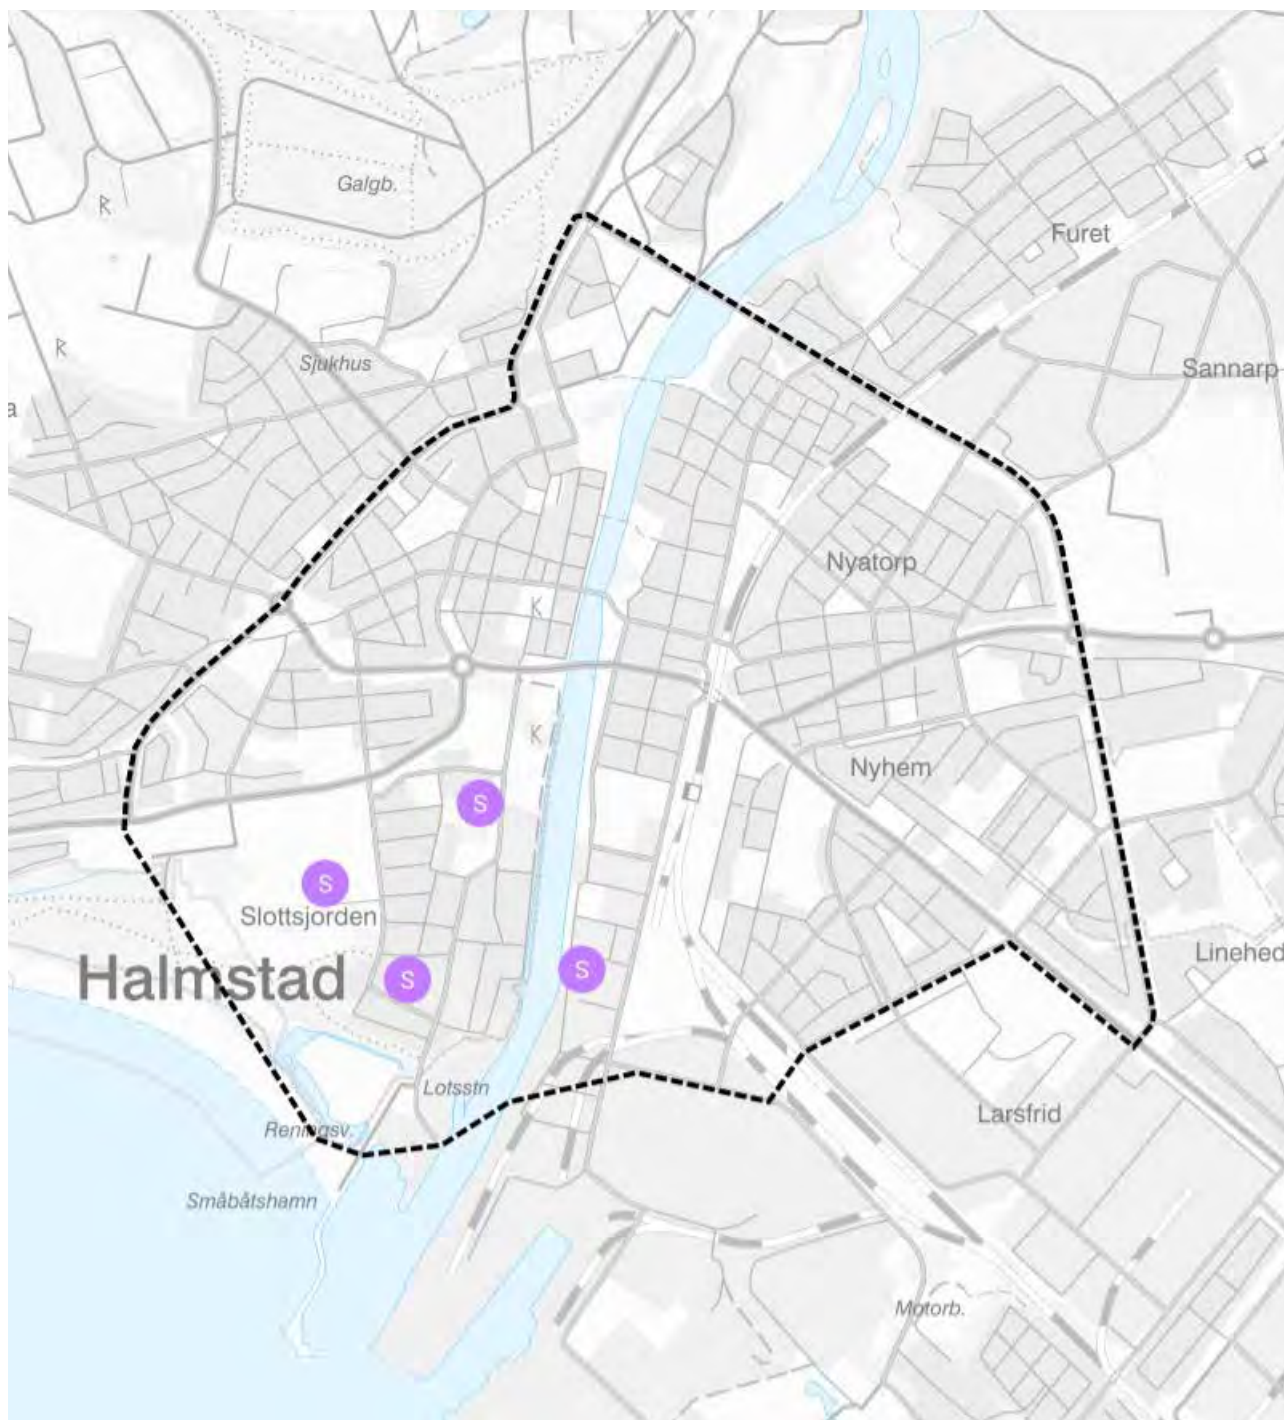 Galgb.
R
Furet
R
Sjukhus
Sannarp
a
Nyatorp
K
K
Nyhem
S
S
Slottsjorden
Halmstad
S
S
Linehed
Lotsstn
Larsfrid
Reningsv.
Småbåtshamn
Motorb.